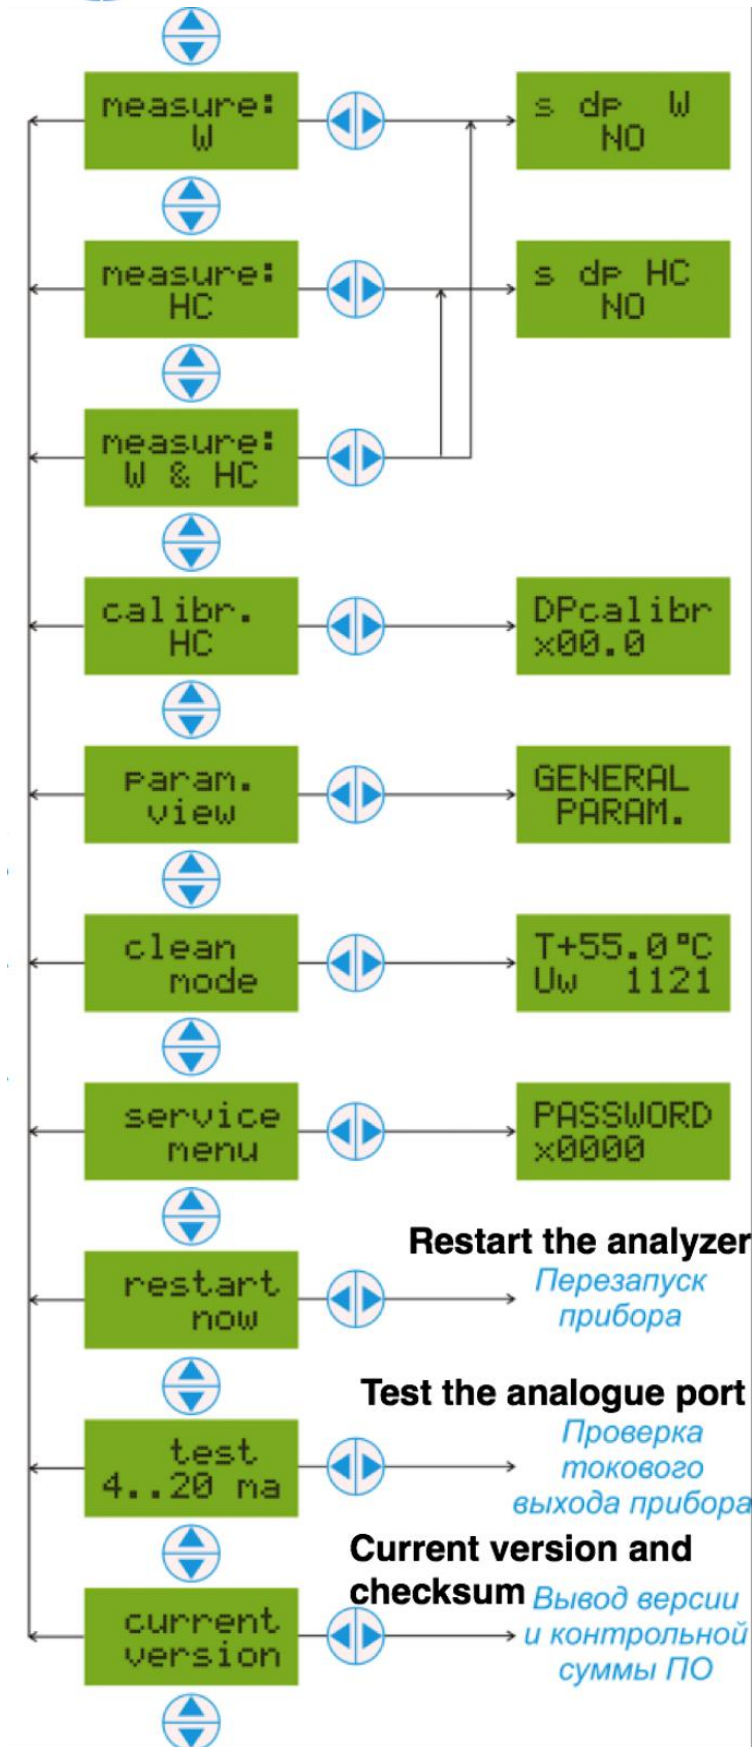 measure:
W
s dp W
NO
measure:
HC
s dp HC
NO
measure:
W & HC
calibr.
HC
DPcalibr
x00.0
param.
view
GENERAL
PARAM.
clean
mode
T+55.0°C
Uw 1121
service
menu
PASSWORD
x0000
Restart the analyzer
restart
now
Перезапуск
прибора
Test the analogue port
test
4..20 ma
Проверка
токового
выхода прибора
Current version and
checksum
current
version
Вывод версии
и контрольной
суммы ПО